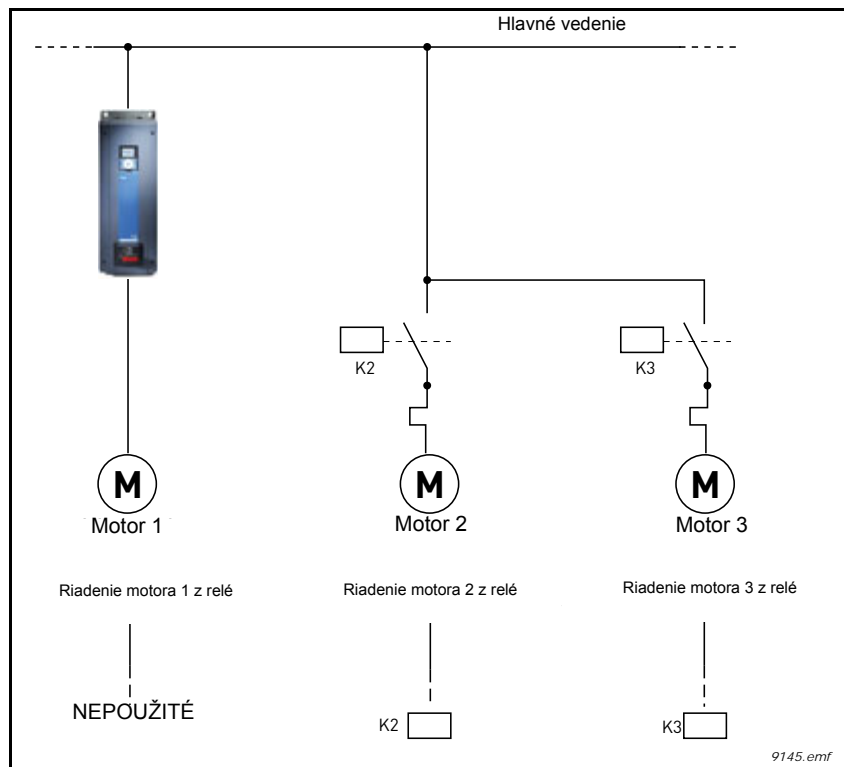 Hlavné vedenie
K2
K3
M
M
M
Motor 1
Motor 2
Motor 3
Riadenie motora 1 z relé
Riadenie motora 2 z relé
Riadenie motora 3 z relé
NEPOUŽITÉ
K2
K3
9145.emf